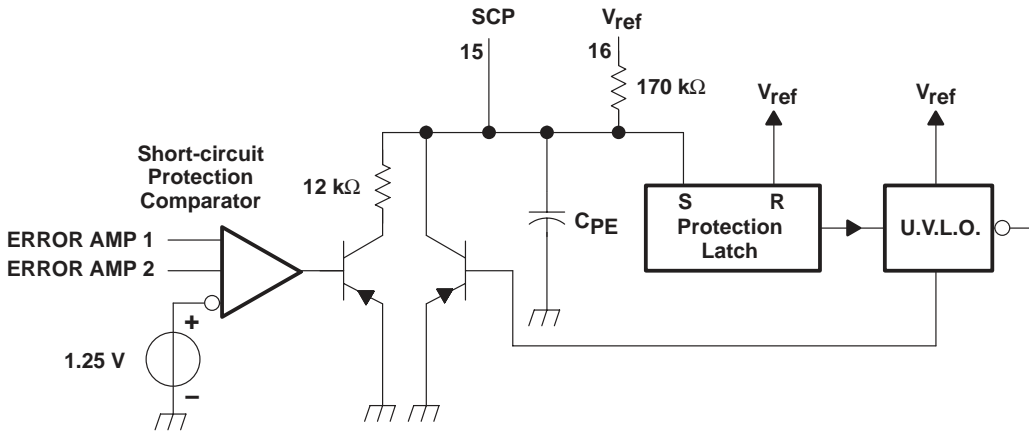 SCP
15
Vref
16
170 kΩ
Vref
Vref
Short-circuit
Protection
Comparator
12 kΩ
ERROR AMP 1
ERROR AMP 2
CPE
S R
Protection
Latch
U.V.L.O.
+
1.25 V
−